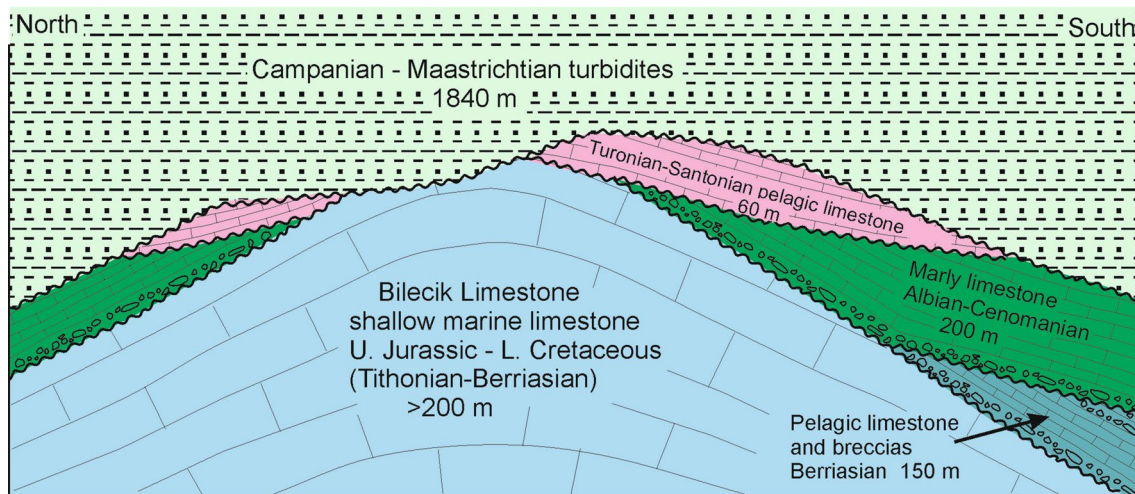 North
South
Campanian - Maastrichtian turbidites
1840 m
Turonian-Santonian pelagic limestone
60 m
Marly limestone
Albian-Cenomanian
200 m
Bilecik Limestone
shallow marine limestone
U. Jurassic - L. Cretaceous
(Tithonian-Berriasian)
>200 m
Pelagic limestone
and breccias
Berriasian 150 m